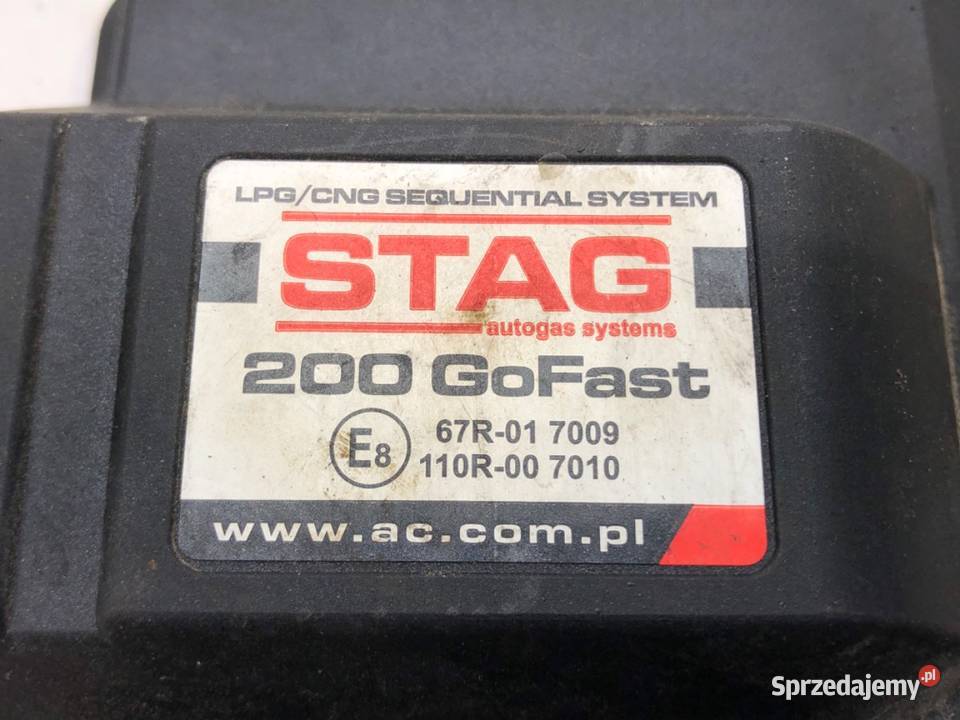 LPG/CNG SEQUENTIAL SYSTEM
STAG
autogas systems
200 GoFast
E8
67R-01 7009
110R-00 7010
www.ac.com.pl
Sprzedajemy.pl